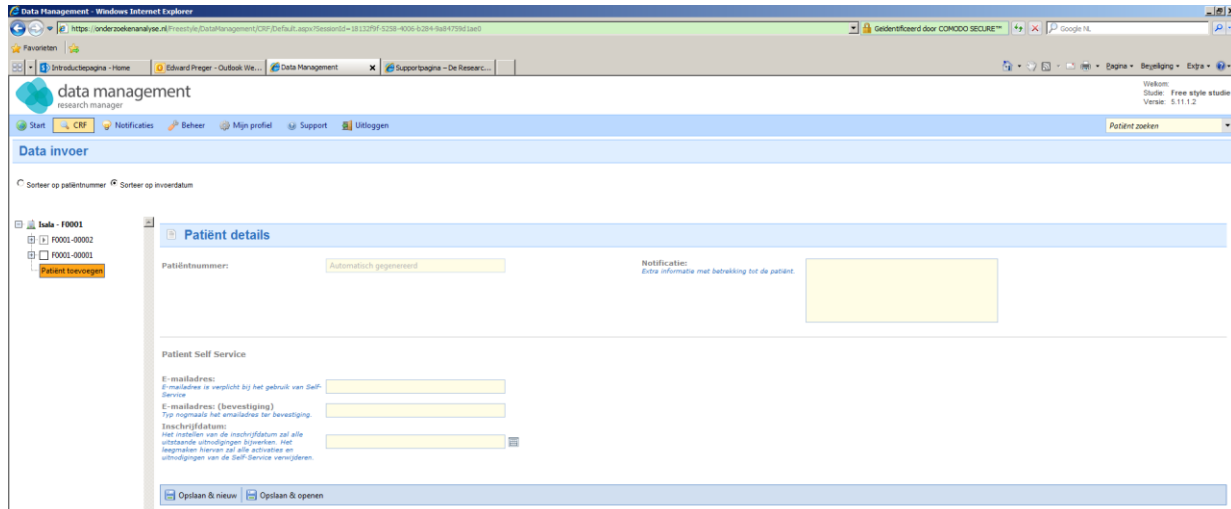 Data Management - Windows Internet Explorer
https://onderzoekenanalyse.nl/Freestyle/DataManagement/CRF/Default.aspx?SessionId=
Geïdentificeerd door COMODO SECURE™
Google NL
Favorieten
Introductiepagina - Home
Edward Preger - Outlook We...
Data Management
Supportpagina – De Researc...
Pagina
Beveiliging
Extra
data management
research manager
Welkom:
Studie: Free style studie
Versie: 5.11.1.2
Start
CRF
Notificaties
Beheer
Mijn profiel
Support
Uitloggen
Patiënt zoeken
Data invoer
Sorteer op patiëntnummer
Sorteer op invoerdatum
Isala - F0001
F0001-00002
F0001-00001
Patiënt toevoegen
Patiënt details
Patiëntnummer:
Automatisch gegenereerd
Notificatie:
Extra informatie met betrekking tot de patiënt.
Patient Self Service
E-mailadres:
E-mailadres is verplicht bij het gebruik van Self-
Service
E-mailadres: (bevestiging)
Typ nogmaals het emailadres ter bevestiging.
Inschrijfdatum:
Het instellen van de inschrijfdatum zal alle
uitstaande uitnodigingen bijwerken. Het
leegmaken hiervan zal alle activaties en
uitnodigingen van de Self-Service verwijderen.
Opslaan & nieuw
Opslaan & openen